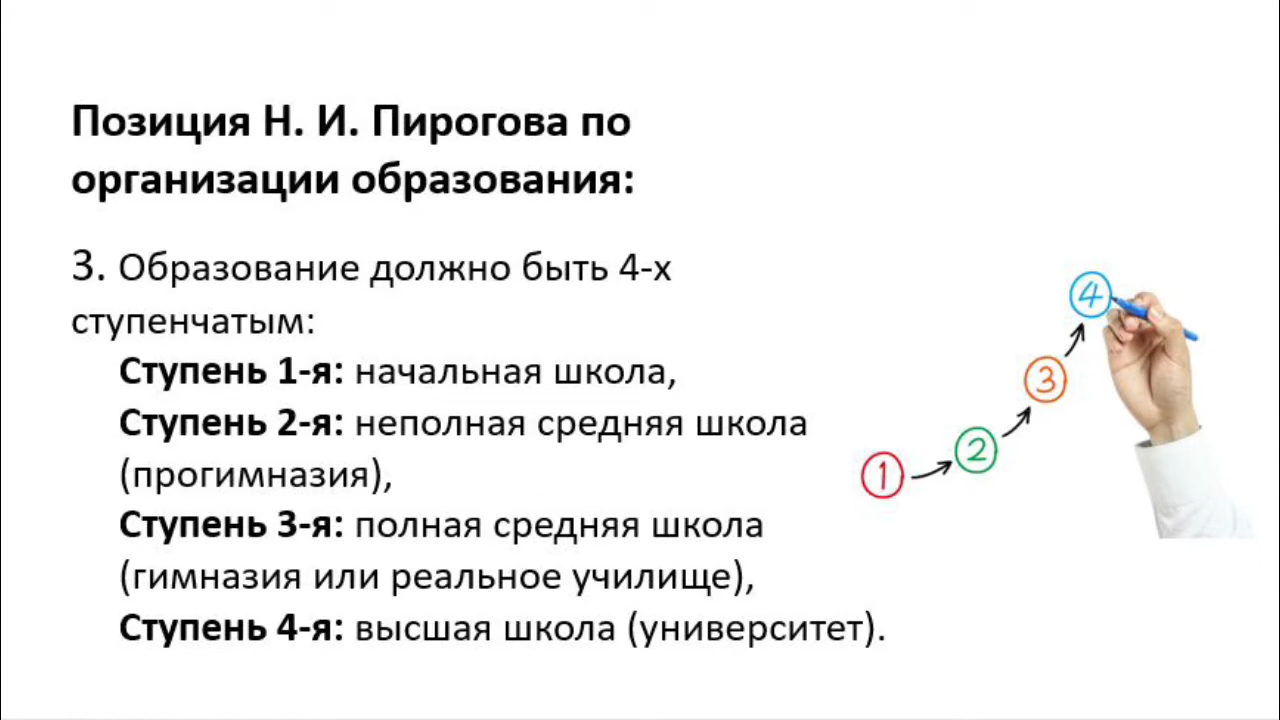 Позиция Н. И. Пирогова по
организации образования:
3. Образование должно быть 4-х
ступенчатым:
Ступень 1-я: начальная школа,
Ступень 2-я: неполная средняя школа
(прогимназия),
Ступень 3-я: полная средняя школа
(гимназия или реальное училище),
Ступень 4-я: высшая школа (университет).
1
2
3
4